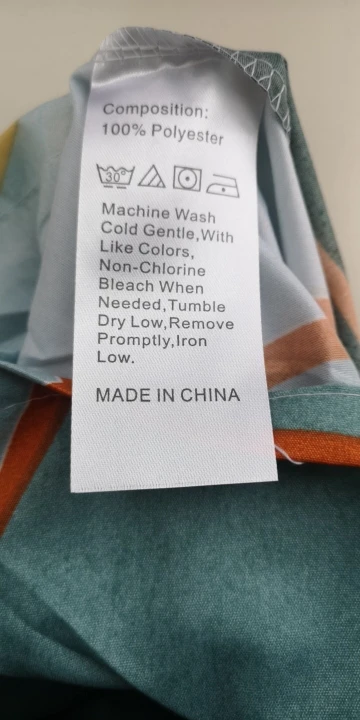 Composition:
100% Polyester
30°
Machine Wash
Cold Gentle,With
Like Colors,
Non-Chlorine
Bleach When
Needed,Tumble
Dry Low,Remove
Promptly,Iron
Low.
MADE IN CHINA